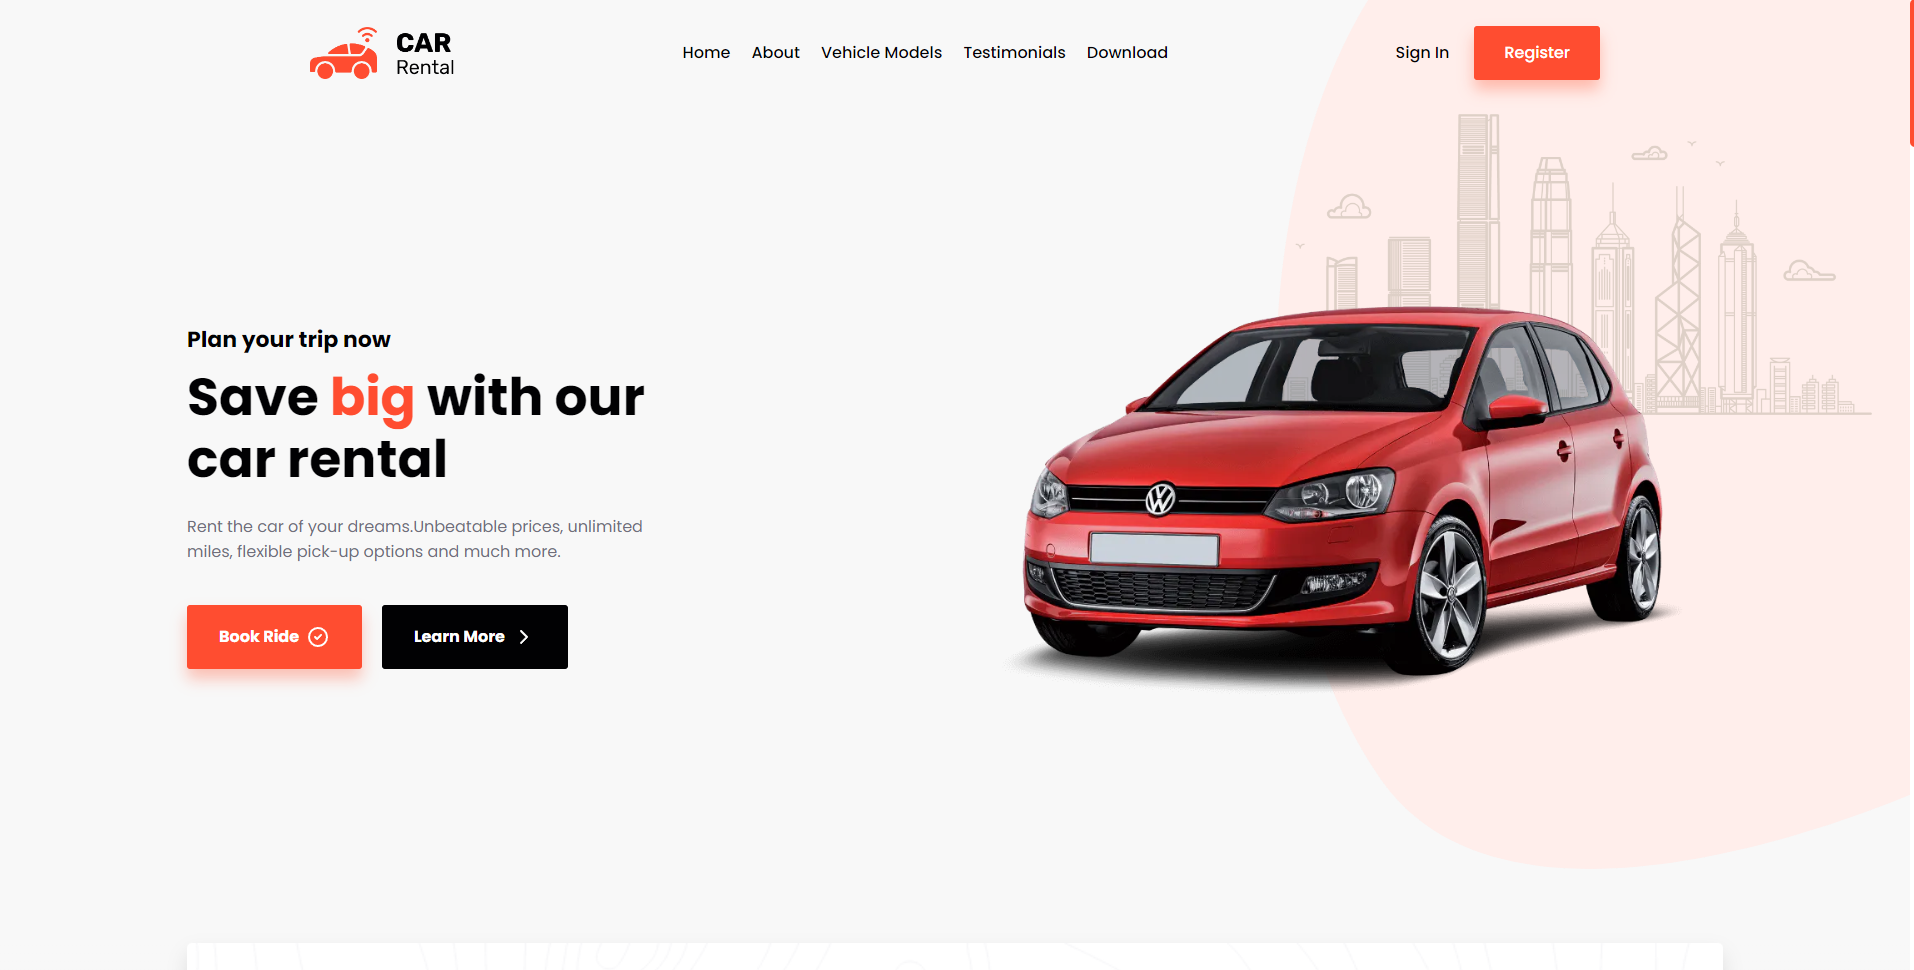 CAR
Rental
Home About Vehicle Models Testimonials Download
Sign In Register
Plan your trip now
Save big with our
car rental
Rent the car of your dreams.Unbeatable prices, unlimited
miles, flexible pick-up options and much more.
Book Ride Learn More